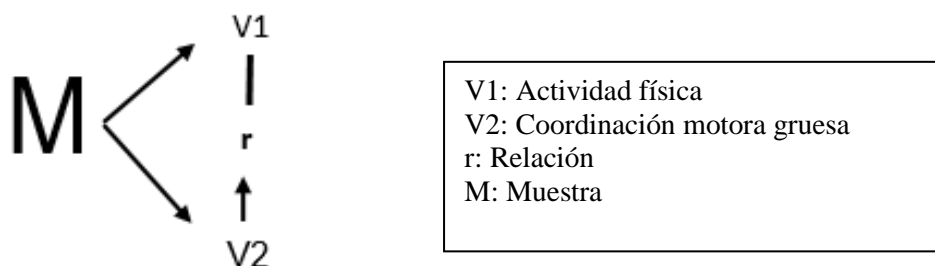 V1
M
r
V2
V1: Actividad física
V2: Coordinación motora gruesa
r: Relación
M: Muestra